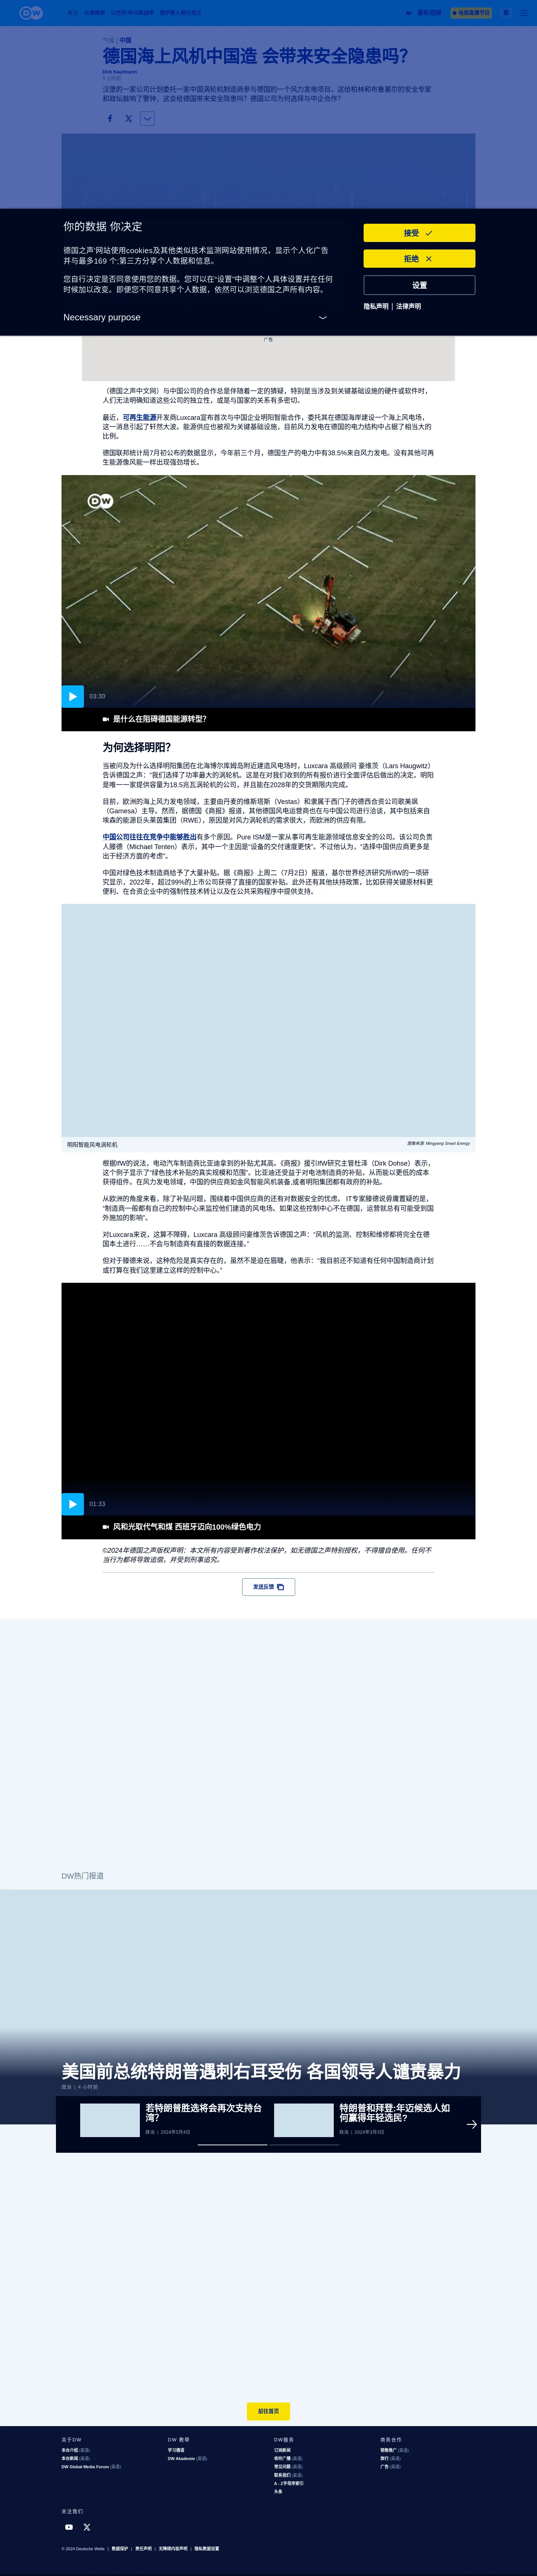 最新视频
电视直播节目
气候 | 中国
德国海上风机中国造 会带来安全隐患吗?
Dirk Kaufmann
5 小时前
汉堡的一家公司计划委托一家中国涡轮机制造商参与德国的一个风力发电项目。这给柏林和布鲁塞尔的安全专家
和政坛敲响了警钟，这会给德国带来安全隐患吗？德国公司为何选择与中企合作？
你的数据 你决定
德国之声'网站使用cookies及其他类似技术监测网站使用情况，显示个人化广告
并与最多169 个;第三方分享个人数据和信息。
您自行决定是否同意使用您的数据。您可以在“设置”中调整个人具体设置并在任何
时候加以改变。即便您不同意共享个人数据，依然可以浏览德国之声所有内容。
Necessary purpose
接受
拒绝
设置
隐私声明 | 法律声明
广告
（德国之声中文网）与中国公司的合作总是伴随着一定的猜疑，特别是当涉及到关键基础设施的硬件或软件时，
人们无法明确知道这些公司的独立性，或是与国家的关系有多密切。
最近，可再生能源开发商Luxcara宣布首次与中国企业明阳智能合作，委托其在德国海岸建设一个海上风电场，
这一消息引起了轩然大波。能源供应也被视为关键基础设施，目前风力发电在德国的电力结构中占据了相当大的
比例。
德国联邦统计局7月初公布的数据显示，今年前三个月，德国生产的电力中有38.5%来自风力发电。没有其他可再
生能源像风能一样出现强劲增长。
DW
03:30
是什么在阻碍德国能源转型？
为何选择明阳？
当被问及为什么选择明阳集团在北海博尔库姆岛附近建造风电场时，Luxcara 高级顾问 豪维茨（Lars Haugwitz）
告诉德国之声：“我们选择了功率最大的涡轮机。这是在对我们收到的所有报价进行全面评估后做出的决定。明阳
是唯一一家提供容量为18.5兆瓦涡轮机的公司，并且能在2028年的交货期限内完成。
目前，欧洲的海上风力发电领域，主要由丹麦的维斯塔斯（Vestas）和隶属于西门子的德西合资公司歌美飒
（Gamesa）主导。然而，据德国《商报》报道，其他德国风电运营商也在与中国公司进行洽谈，其中包括来自
埃森的能源巨头莱茵集团（RWE），原因是对风力涡轮机的需求很大，而欧洲的供应有限。
中国公司往往在竞争中能够胜出有多个原因。Pure ISM是一家从事可再生能源领域信息安全的公司。该公司负责
人滕德（Michael Tenten）表示，其中一个主因是“设备的交付速度更快”。不过他认为，“选择中国供应商更多是
出于经济方面的考虑”。
中国对绿色技术制造商给予了大量补贴。据《商报》上周二（7月2日）报道，基尔世界经济研究所IfW的一项研
究显示，2022年，超过99%的上市公司获得了直接的国家补贴。此外还有其他扶持政策，比如获得关键原材料更
便利、在合资企业中的强制性技术转让以及在公共采购程序中提供支持。
明阳智能风电涡轮机
图像来源: Mingyang Smart Energy
根据IfW的说法，电动汽车制造商比亚迪拿到的补贴尤其高。《商报》援引IfW研究主管杜泽（Dirk Dohse）表示，
这个例子显示了“绿色技术补贴的真实规模和范围”。比亚迪还受益于对电池制造商的补贴，从而可以以更低的成本
获得组件。在风力发电领域，中国的供应商如金风智能风机装备,或者明阳集团都有政府的补贴。
从欧洲的角度来看，除了补贴问题，围绕着中国供应商的还有对数据安全的忧虑。 IT专家滕德说毋庸置疑的是，
“制造商一般都有自己的控制中心来监控他们建造的风电场。如果这些控制中心不在德国，运营就总有可能受到国
外施加的影响”。
对Luxcara来说，这算不障碍，Luxcara 高级顾问豪维茨告诉德国之声：“风机的监测、控制和维修都将完全在德
国本土进行……不会与制造商有直接的数据连接。”
但对于滕德来说，这种危险是真实存在的，虽然不是迫在眉睫，他表示：“我目前还不知道有任何中国制造商计划
或打算在我们这里建立这样的控制中心。”
01:33
风和光取代气和煤 西班牙迈向100%绿色电力
©2024年德国之声版权声明：本文所有内容受到著作权法保护，如无德国之声特别授权，不得擅自使用。任何不
当行为都将导致追偿，并受到刑事追究。
发送反馈
DW热门报道
美国前总统特朗普遇刺右耳受伤 各国领导人谴责暴力
政治 | 4 小时前
若特朗普胜选将会再次支持台
湾?
政治 | 2024年5月4日
特朗普和拜登:年迈候选人如
何赢得年轻选民?
政治 | 2024年3月3日
前往首页
关于DW
本台介绍 (英语)
本台新闻 (英语)
DW Global Media Forum (英语)
DW 教學
学习德语
DW Akademie (英语)
DW服务
订阅新闻
收听广播 (英语)
常见问题 (英语)
联系我们 (英语)
A - Z字母序索引
头条
商务合作
销售推广 (英语)
旅行 (英语)
广告 (英语)
关注我们
© 2024 Deutsche Welle | 数据保护 | 责任声明 | 无障碍内容声明 | 隐私数据设置